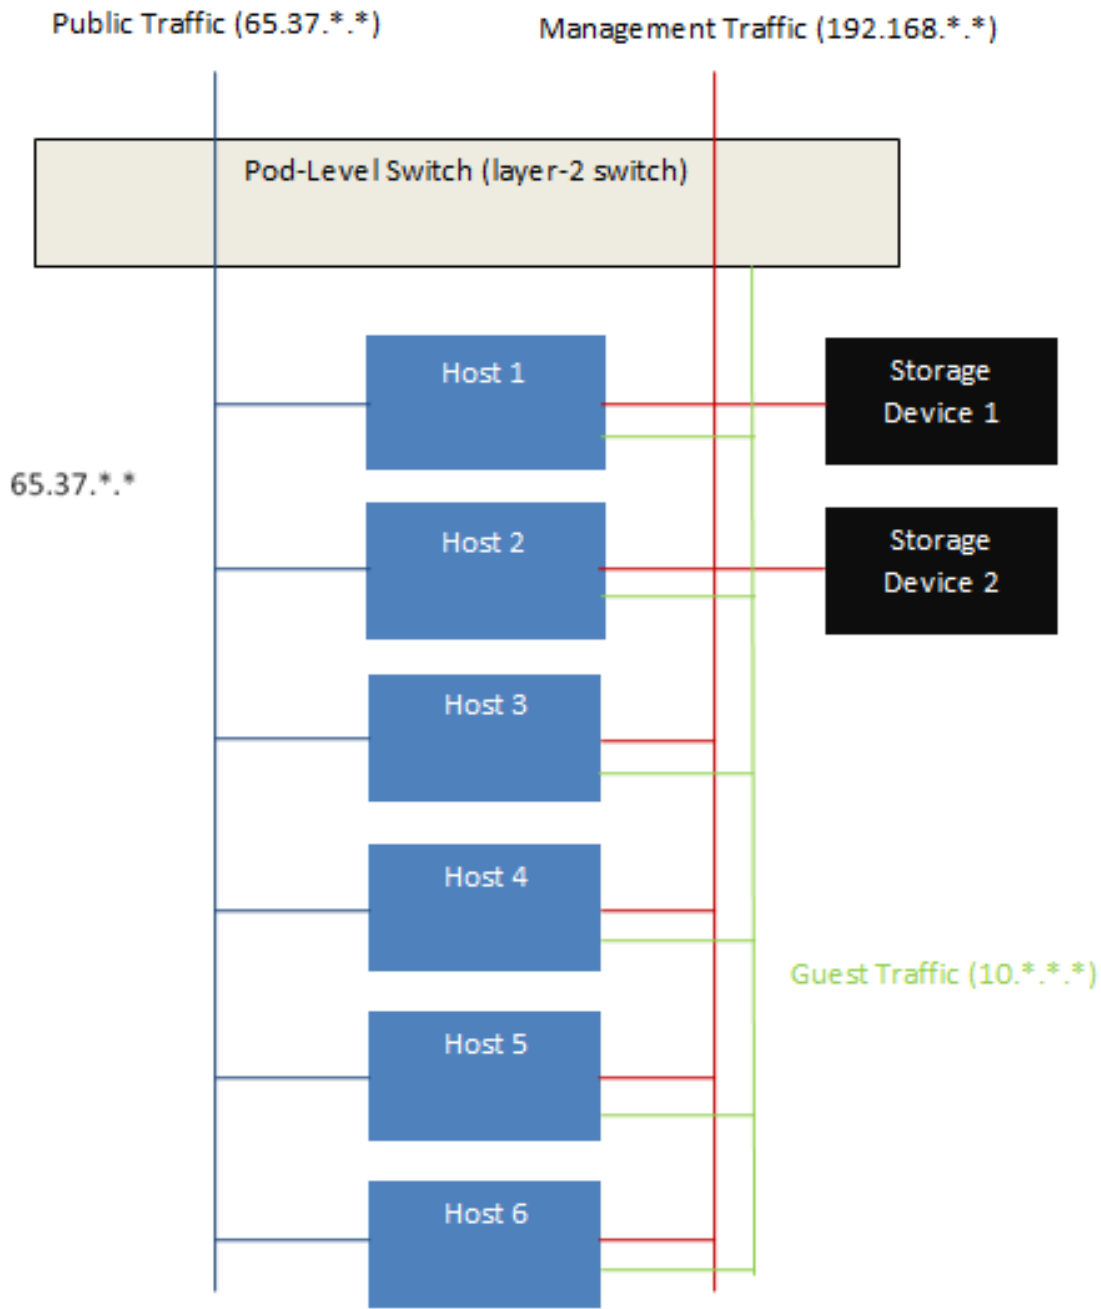 Public Traffic (65.37.*.*)
Management Traffic (192.168.*.*)
Pod-Level Switch (layer-2 switch)
Host 1
Storage
Device 1
65.37.*.*
Host 2
Storage
Device 2
Host 3
Host 4
Guest Traffic (10.*.*.*)
Host 5
Host 6